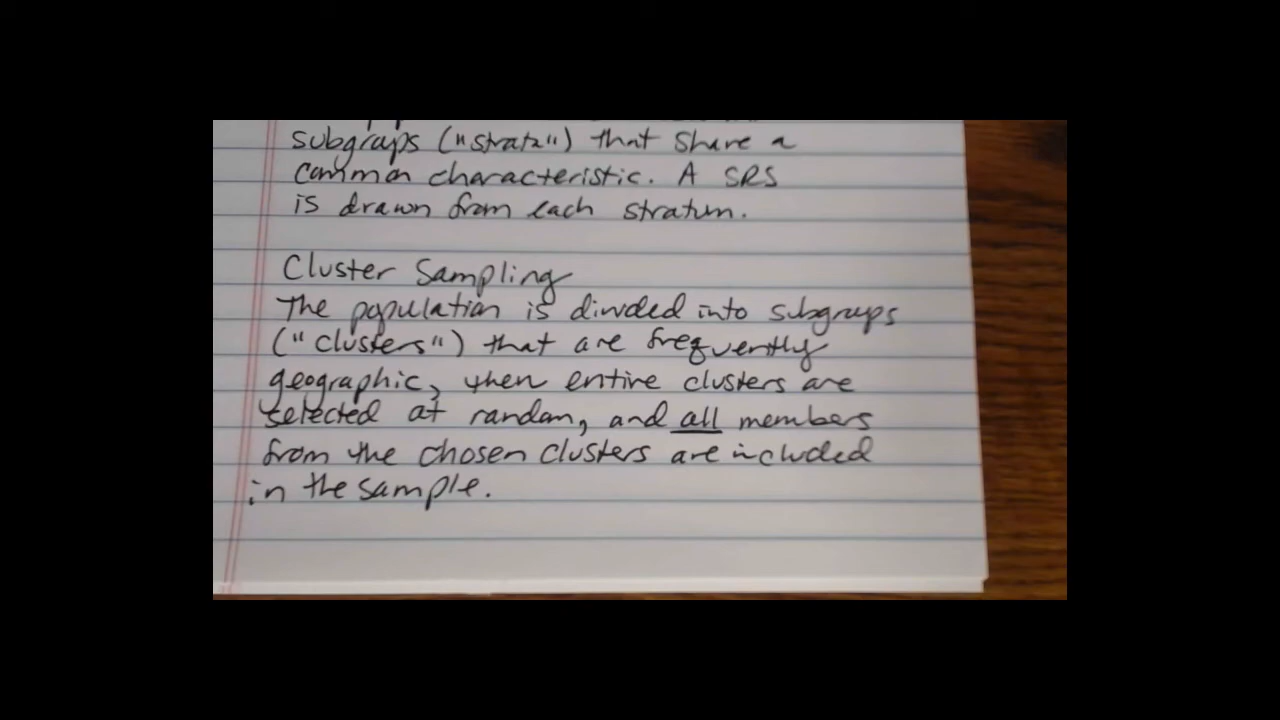 subgroups ("strata") that share a
common characteristic. A SRS
is drawn from each stratum.
Cluster Sampling
The population is divided into subgroups
("clusters") that are frequently
geographic, then entire clusters are
selected at random, and all members
from the chosen clusters are included
in the sample.